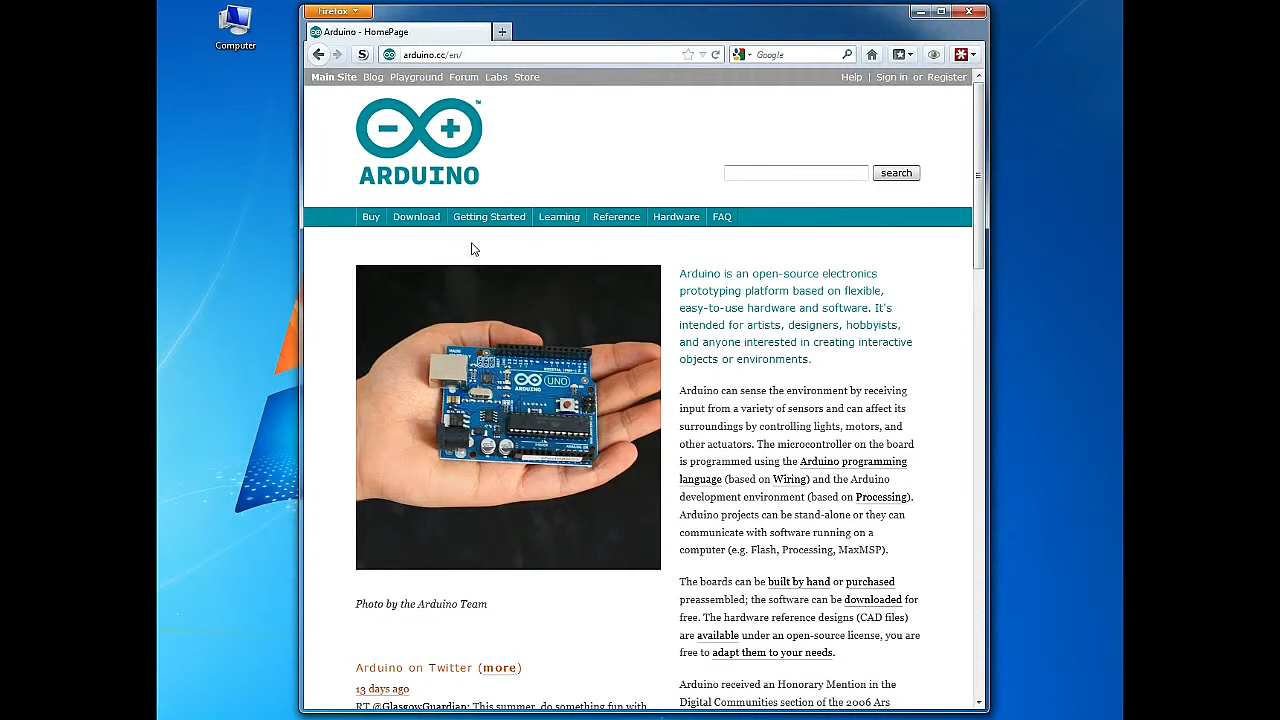 Computer
Firefox
Arduino - HomePage
arduino.cc/en/
Google
Main Site Blog Playground Forum Labs Store
Help | Sign in or Register
ARDUINO
TM
search
Buy Download Getting Started Learning Reference Hardware FAQ
ARDUINO
UNO
Arduino is an open-source electronics
prototyping platform based on flexible,
easy-to-use hardware and software. It's
intended for artists, designers, hobbyists,
and anyone interested in creating interactive
objects or environments.
Arduino can sense the environment by receiving
input from a variety of sensors and can affect its
surroundings by controlling lights, motors, and
other actuators. The microcontroller on the board
is programmed using the Arduino programming
language (based on Wiring) and the Arduino
development environment (based on Processing).
Arduino projects can be stand-alone or they can
communicate with software running on a
computer (e.g. Flash, Processing, MaxMSP).
The boards can be built by hand or purchased
preassembled; the software can be downloaded for
free. The hardware reference designs (CAD files)
are available under an open-source license, you are
free to adapt them to your needs.
Arduino received an Honorary Mention in the
Digital Communities section of the 2006 Ars
Photo by the Arduino Team
Arduino on Twitter (more)
13 days ago
RT @GlasgowGuardian: This summer, do something fun with